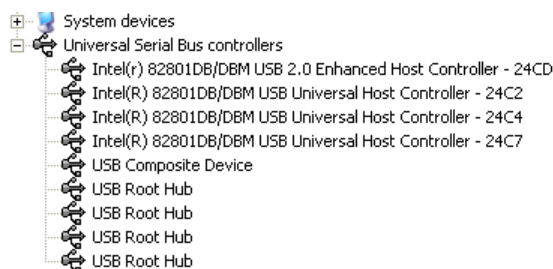 System devices
Universal Serial Bus controllers
Intel(r) 82801DB/DBM USB 2.0 Enhanced Host Controller - 24CD
Intel(R) 82801DB/DBM USB Universal Host Controller - 24C2
Intel(R) 82801DB/DBM USB Universal Host Controller - 24C4
Intel(R) 82801DB/DBM USB Universal Host Controller - 24C7
USB Composite Device
USB Root Hub
USB Root Hub
USB Root Hub
USB Root Hub